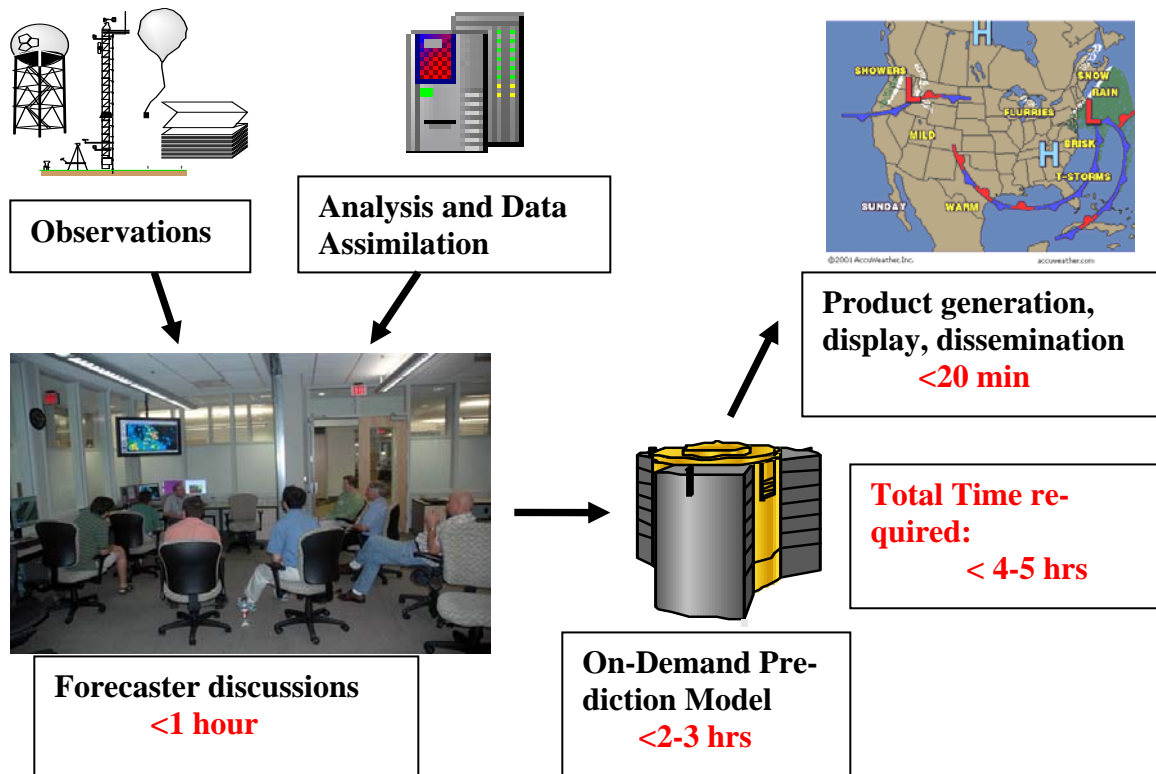 Observations
Analysis and Data
Assimilation
SHOWERS
SNOW
RAIN
FLURRIES
MILD
BRISK
T-STORMS
SUNDAY
WARM
H
L
L
H
©2001 AccuWeather, Inc.
accuweather.com
Product generation,
display, dissemination
<20 min
Total Time re-
quired:
< 4-5 hrs
Forecaster discussions
<1 hour
On-Demand Pre-
diction Model
<2-3 hrs